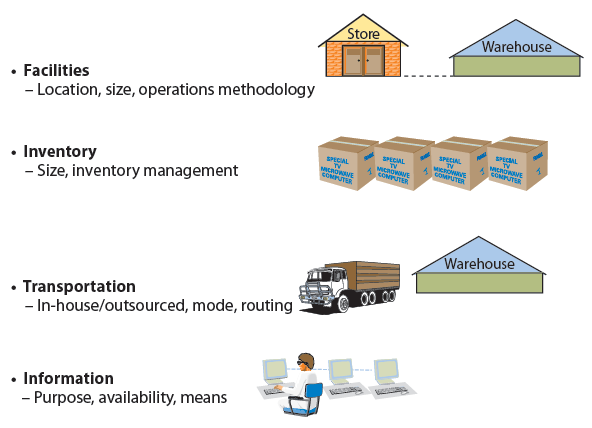 Store
Warehouse
• Facilities
– Location, size, operations methodology
• Inventory
– Size, inventory management
SPECIAL
TV
MICROWAVE
COMPUTER
SPECIAL
TV
MICROWAVE
COMPUTER
SPECIAL
TV
MICROWAVE
COMPUTER
SPECIAL
TV
MICROWAVE
COMPUTER
Warehouse
• Transportation
– In-house/outsourced, mode, routing
• Information
– Purpose, availability, means